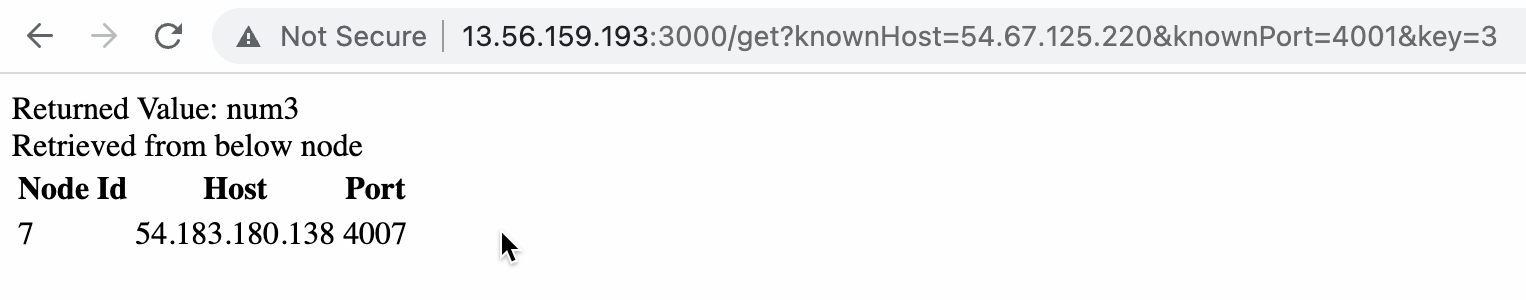 Not Secure 13.56.159.193:3000/get?knownHost=54.67.125.220&knownPort=4001&key=3
Returned Value: num3
Retrieved from below node
Node Id Host Port
7 54.183.180.138 4007